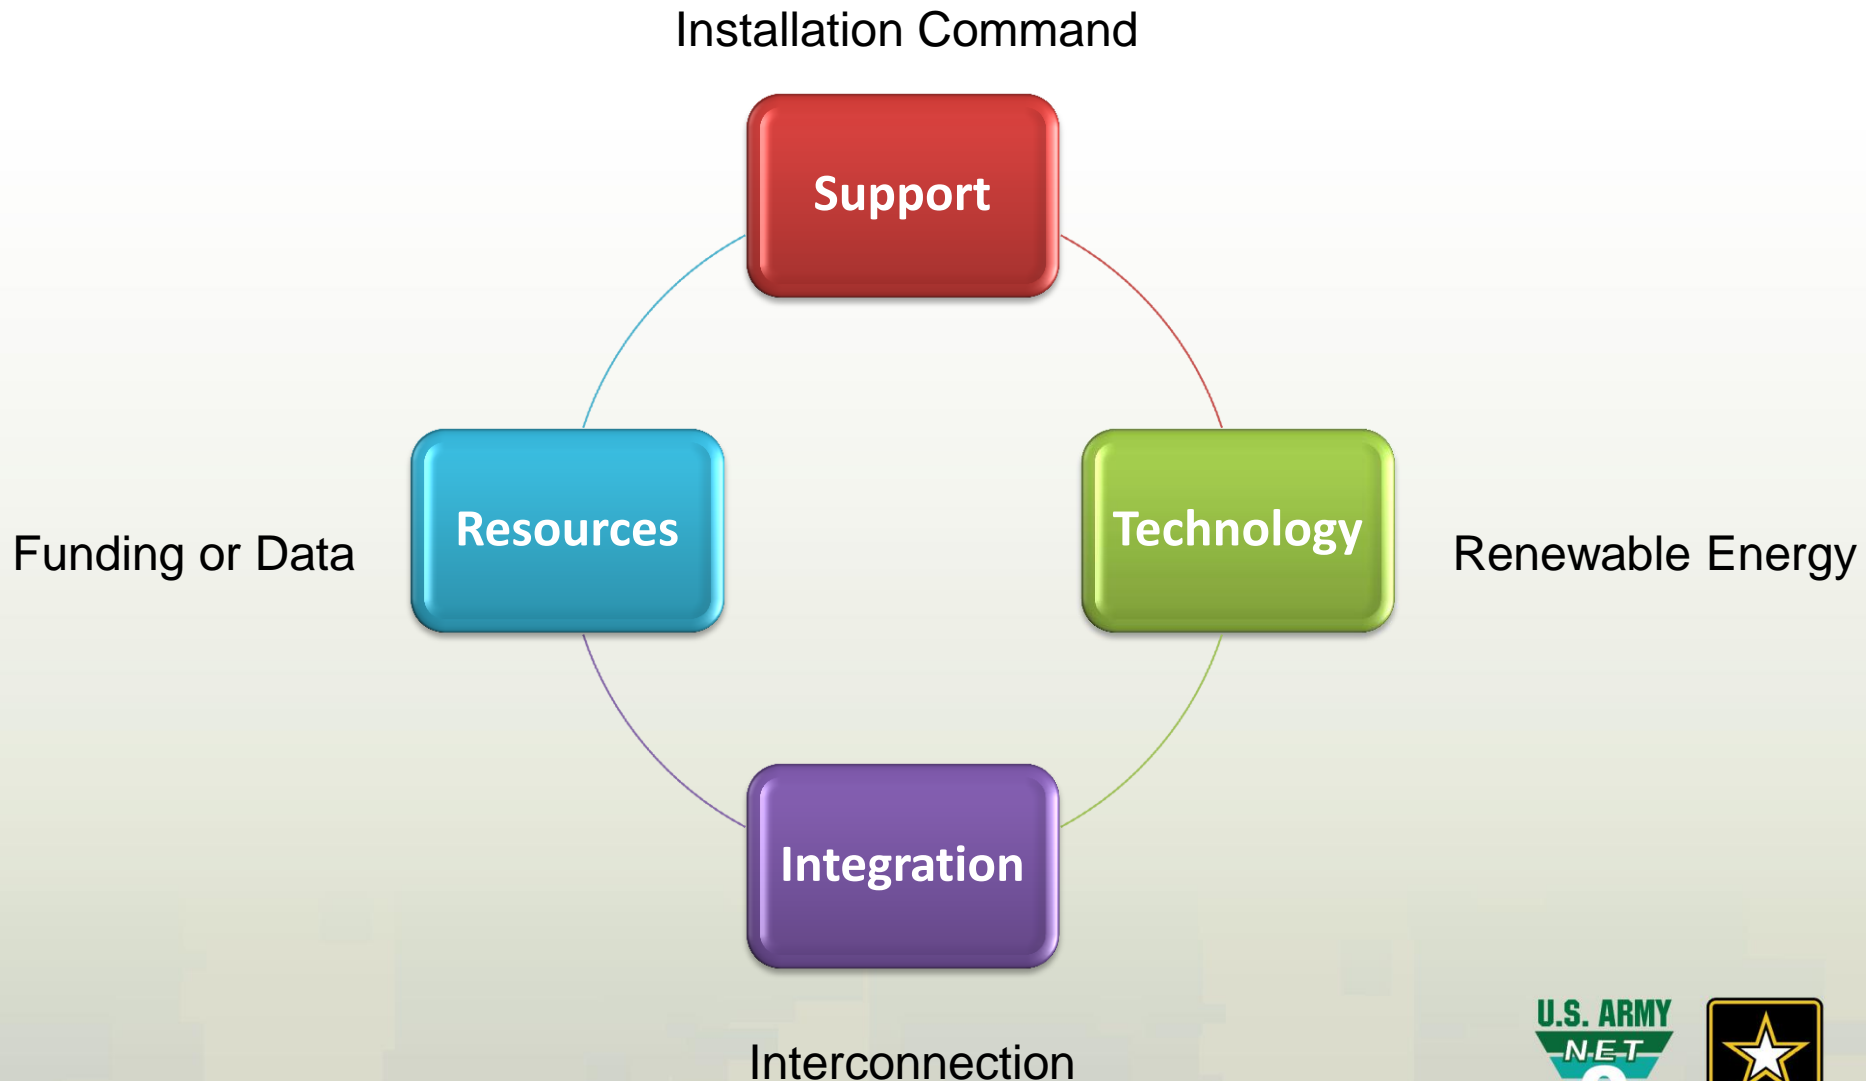 Installation Command
Support
Resources
Technology
Funding or Data
Renewable Energy
Integration
Interconnection
U.S. ARMY
NET